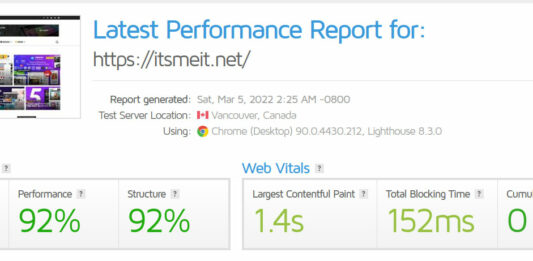 Latest Performance Report for:
https://itsmeit.net/
Report generated: Sat, Mar 5, 2022 2:25 AM -0800
Test Server Location: Vancouver, Canada
Using: Chrome (Desktop) 90.0.4430.212, Lighthouse 8.3.0
? Web Vitals ?
Performance ? Structure ? Largest Contentful Paint ? Total Blocking Time ? Cumu
92% 92% 1.4s 152ms 0